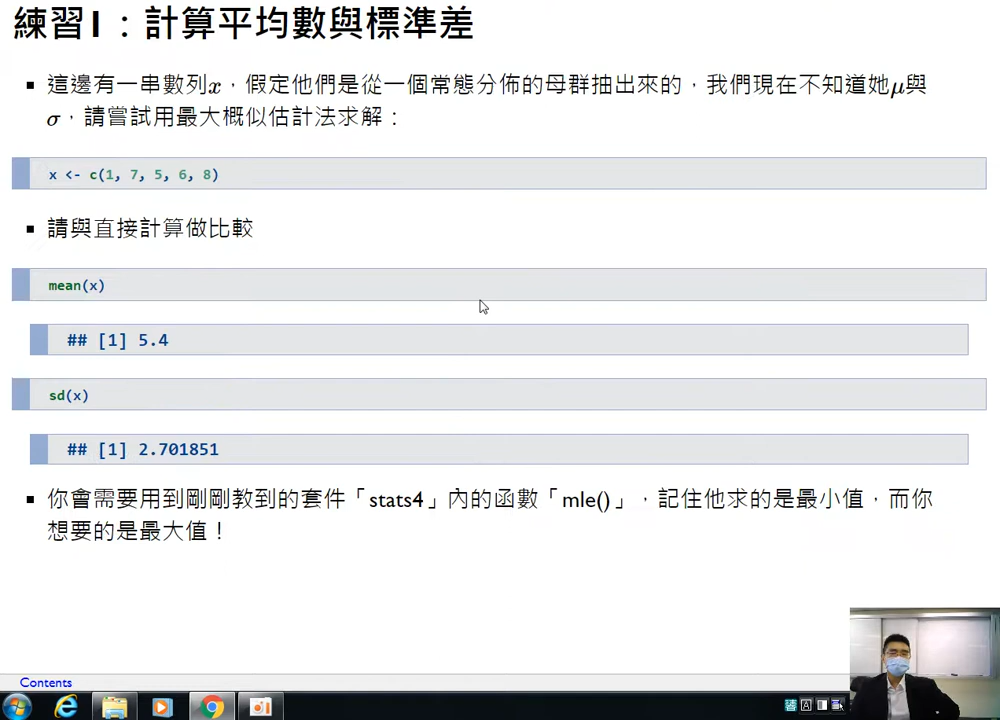 練習1：計算平均數與標準差
這邊有一串數列x，假定他們是從一個常態分佈的母群抽出來的，我們現在不知道她μ與
σ，請嘗試用最大概似估計法求解：
x <- c(1, 7, 5, 6, 8)
請與直接計算做比較
mean(x)
## [1] 5.4
sd(x)
## [1] 2.701851
你會需要用到剛剛教到的套件「stats4」內的函數「mle()」，記住他求的是最小值，而你
想要的是最大值！
Contents